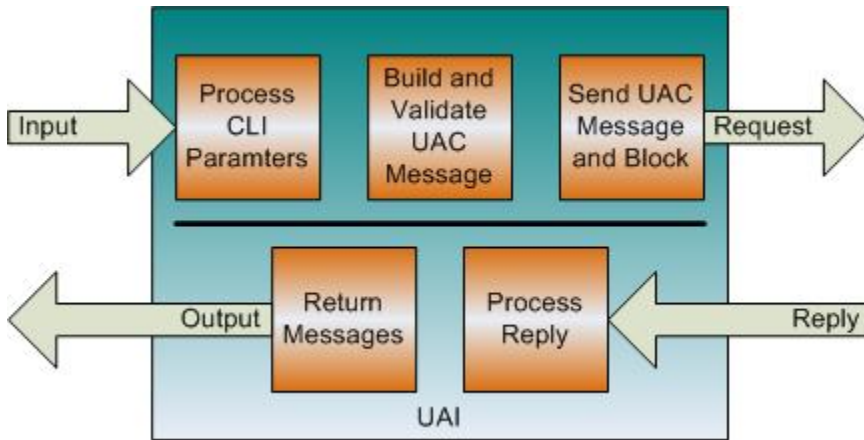 Input
Process
CLI
Paramters
Build and
Validate
UAC
Message
Send UAC
Message
and Block
Request
Output
Return
Messages
Process
Reply
Reply
UAI